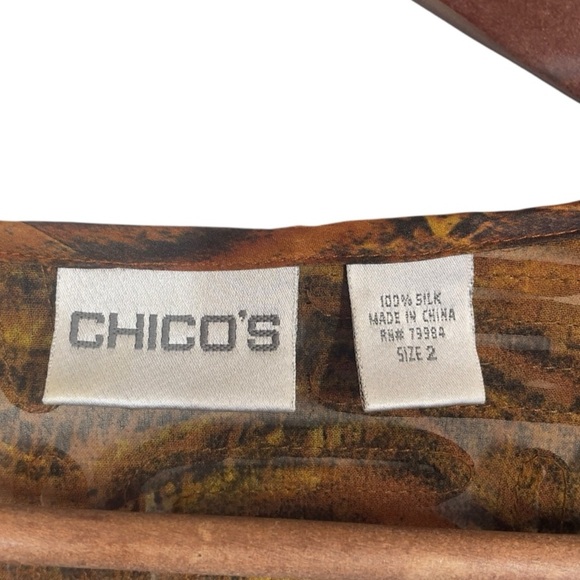 CHICO'S
100% SILK
MADE IN CHINA
RN# 79984
SIZE 2